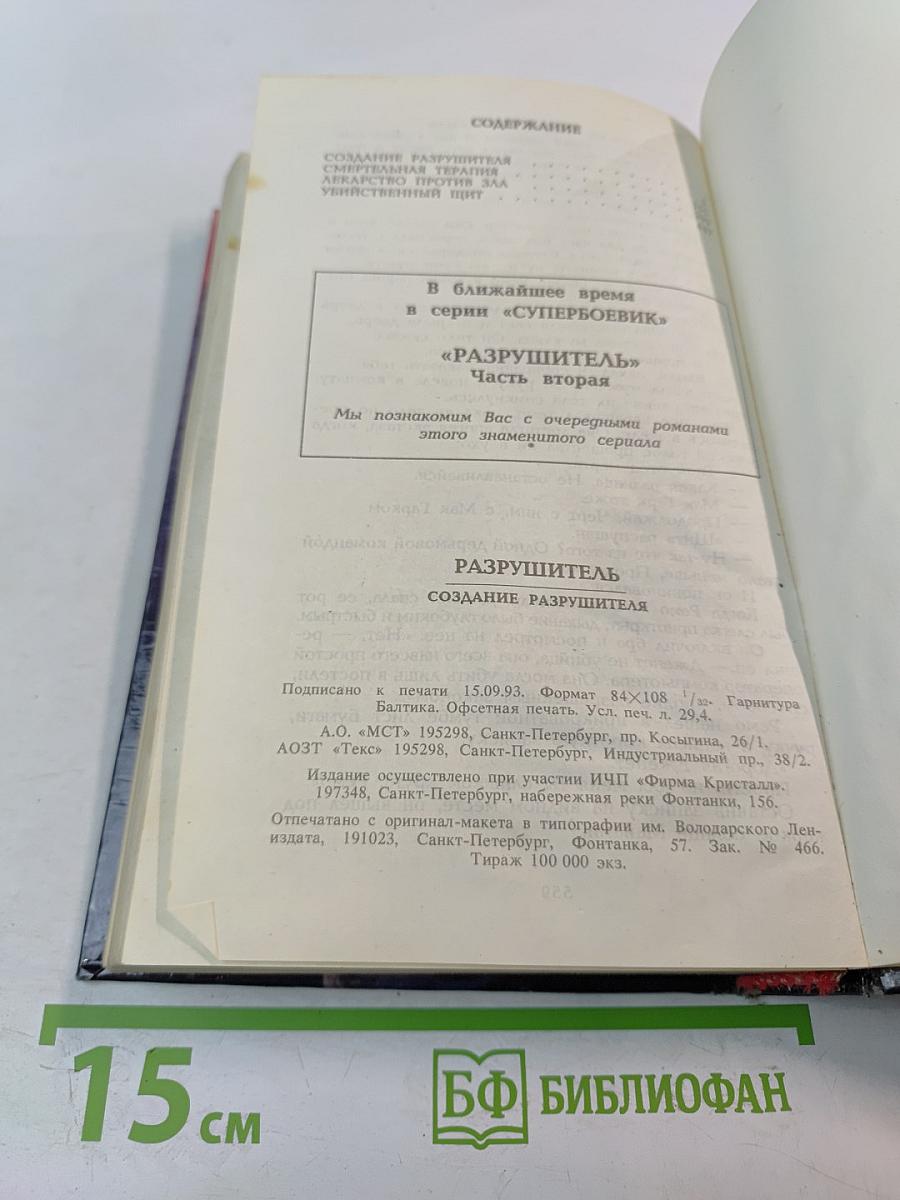 СОДЕРЖАНИЕ
СОЗДАНИЕ РАЗРУШИТЕЛЯ . . . . .
СМЕРТЕЛЬНАЯ ТЕРАПИЯ . . . . .
ЛЕКАРСТВО ПРОТИВ ЗЛА . . . . .
УБИЙСТВЕННЫЙ ЩИТ . . . . . .
В ближайшее время
в серии «СУПЕРБОЕВИК»
«РАЗРУШИТЕЛЬ»
Часть вторая
Мы познакомим Вас с очередными романами
этого знаменитого сериала
РАЗРУШИТЕЛЬ
СОЗДАНИЕ РАЗРУШИТЕЛЯ
Подписано к печати 15.09.93. Формат 84×108 1/32. Гарнитура
Балтика. Офсетная печать. Усл. печ. л. 29,4.
А.О. «МСТ» 195298, Санкт-Петербург, пр. Косыгина, 26/1.
АОЗТ «Текс» 195298, Санкт-Петербург, Индустриальный пр., 38/2.
Издание осуществлено при участии ИЧП «Фирма Кристалл».
197348, Санкт-Петербург, набережная реки Фонтанки, 156.
Отпечатано с оригинал-макета в типографии им. Володарского Лен-
издата, 191023, Санкт-Петербург, Фонтанка, 57. Зак. № 466.
Тираж 100 000 экз.
15 см
БФ БИБЛИОФАН